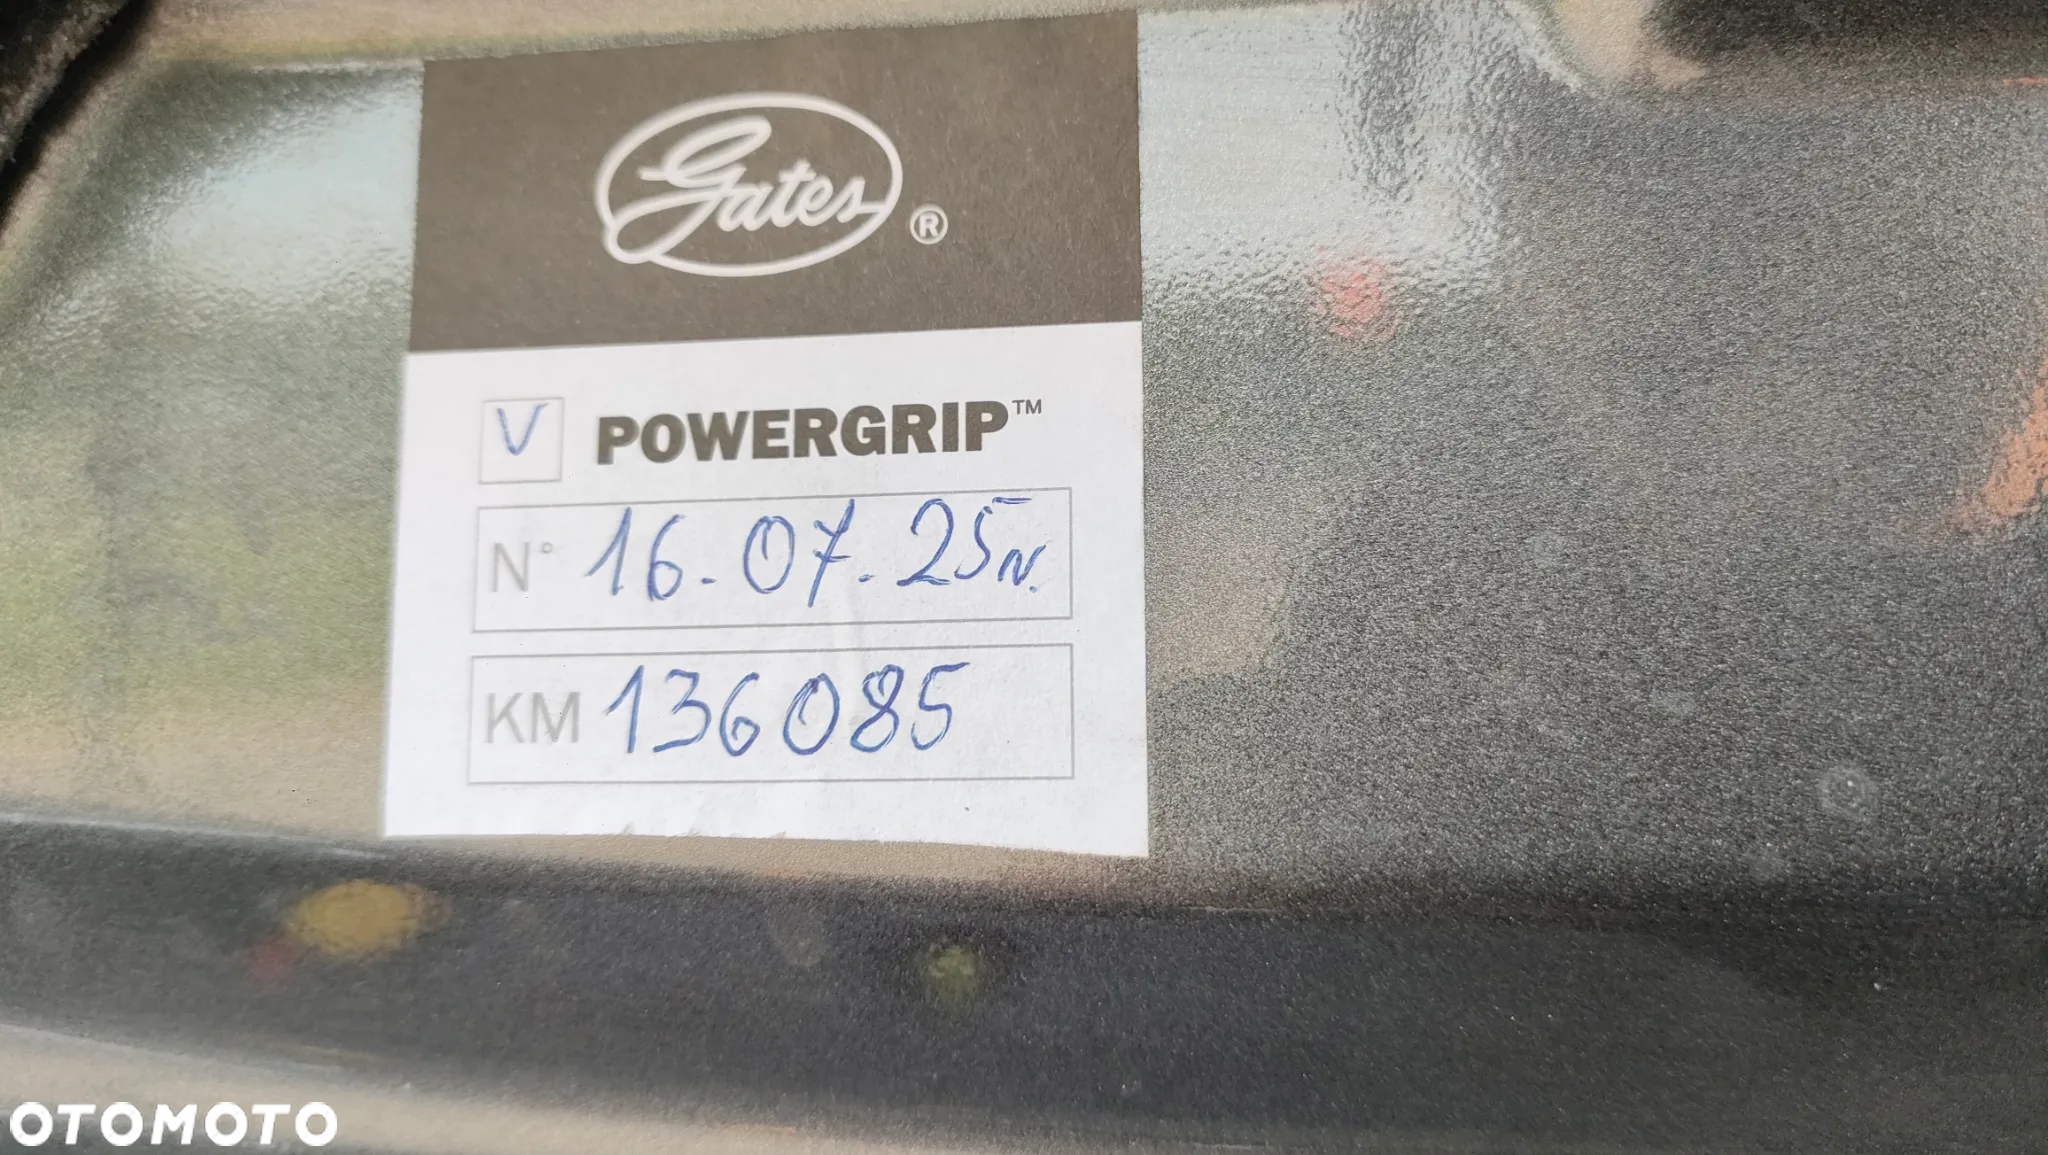 Gates ®
V POWERGRIP™
N° 16.07.25r.
KM 136085
OTOMOTO